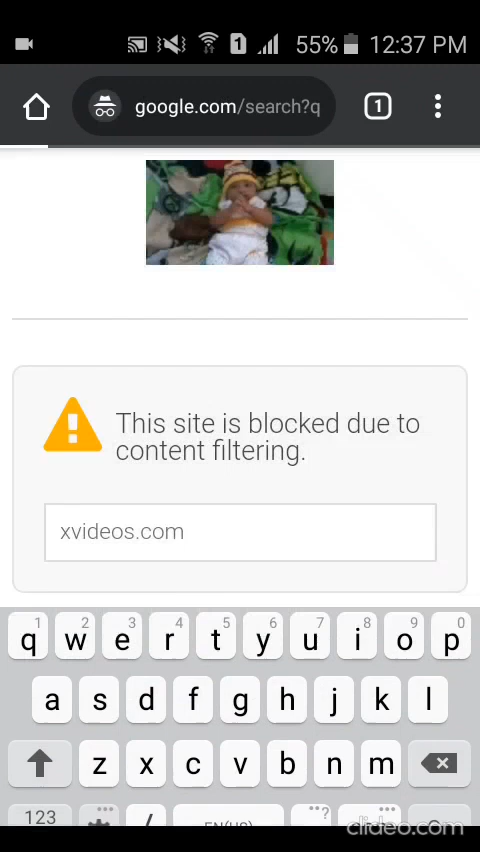 1 55% 12:37 PM
google.com/search?q 1
This site is blocked due to
content filtering.
xvideos.com
1 2 3 4 5 6 7 8 9 0
q w e r t y u i o p
a s d f g h j k l
z x c v b n m
123 / EN(US) ?
clideo.com